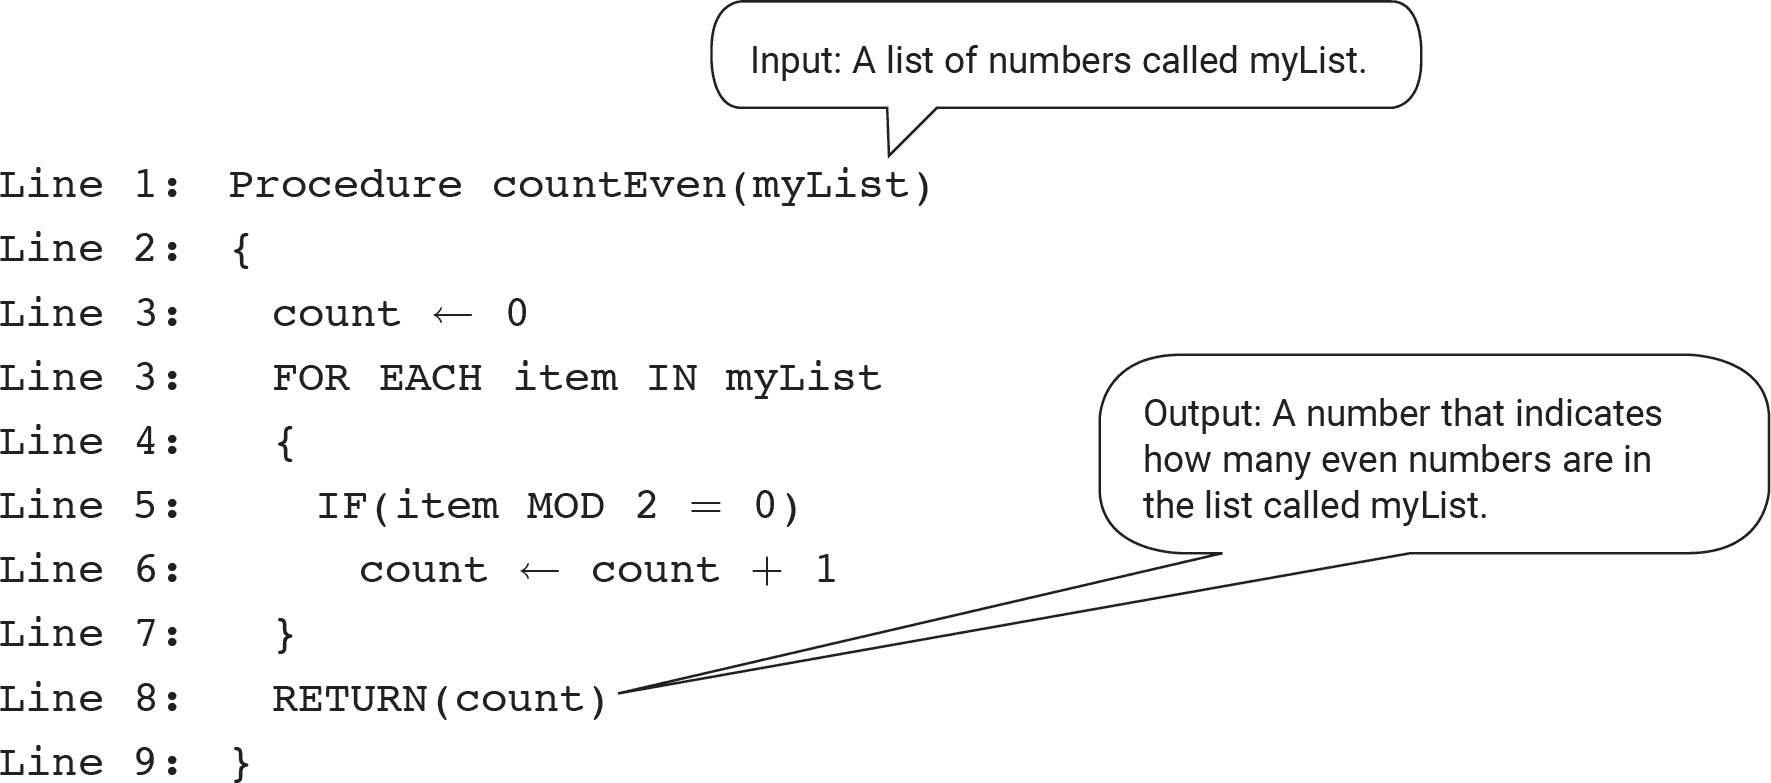 Input: A list of numbers called myList.
Line 1: Procedure countEven(myList)
Line 2: {
Line 3: count ← 0
Line 3: FOR EACH item IN myList
Line 4: {
Line 5: IF(item MOD 2 = 0)
Line 6: count ← count + 1
Line 7: }
Line 8: RETURN(count)
Line 9: }
Output: A number that indicates
how many even numbers are in
the list called myList.